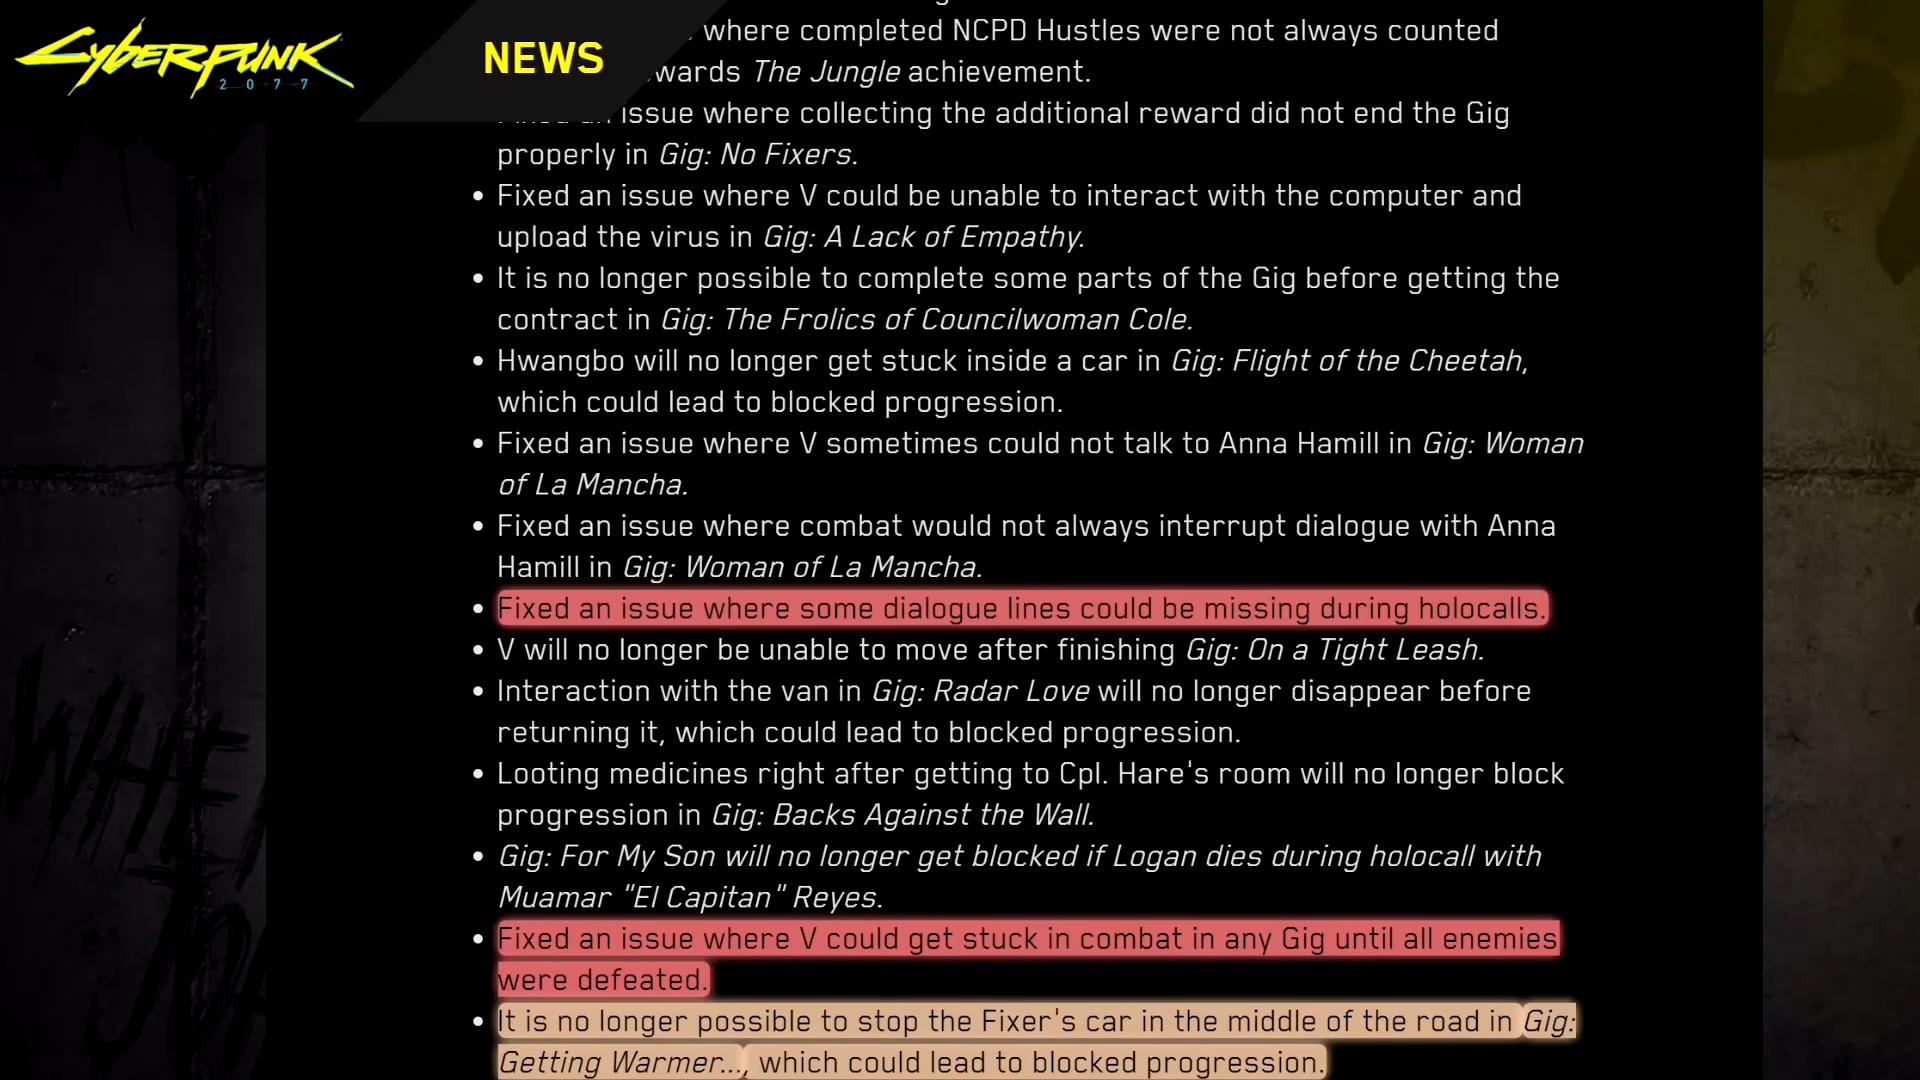 CYBERPUNK
2077
NEWS
where completed NCPD Hustles were not always counted
wards The Jungle achievement.
Fixed an issue where collecting the additional reward did not end the Gig
properly in Gig: No Fixers.
• Fixed an issue where V could be unable to interact with the computer and
upload the virus in Gig: A Lack of Empathy.
• It is no longer possible to complete some parts of the Gig before getting the
contract in Gig: The Frolics of Councilwoman Cole.
• Hwangbo will no longer get stuck inside a car in Gig: Flight of the Cheetah,
which could lead to blocked progression.
• Fixed an issue where V sometimes could not talk to Anna Hamill in Gig: Woman
of La Mancha.
• Fixed an issue where combat would not always interrupt dialogue with Anna
Hamill in Gig: Woman of La Mancha.
• Fixed an issue where some dialogue lines could be missing during holocalls.
• V will no longer be unable to move after finishing Gig: On a Tight Leash.
• Interaction with the van in Gig: Radar Love will no longer disappear before
returning it, which could lead to blocked progression.
• Looting medicines right after getting to Cpl. Hare's room will no longer block
progression in Gig: Backs Against the Wall.
• Gig: For My Son will no longer get blocked if Logan dies during holocall with
Muamar "El Capitan" Reyes.
• Fixed an issue where V could get stuck in combat in any Gig until all enemies
were defeated.
• It is no longer possible to stop the Fixer's car in the middle of the road in Gig:
Getting Warmer..., which could lead to blocked progression.